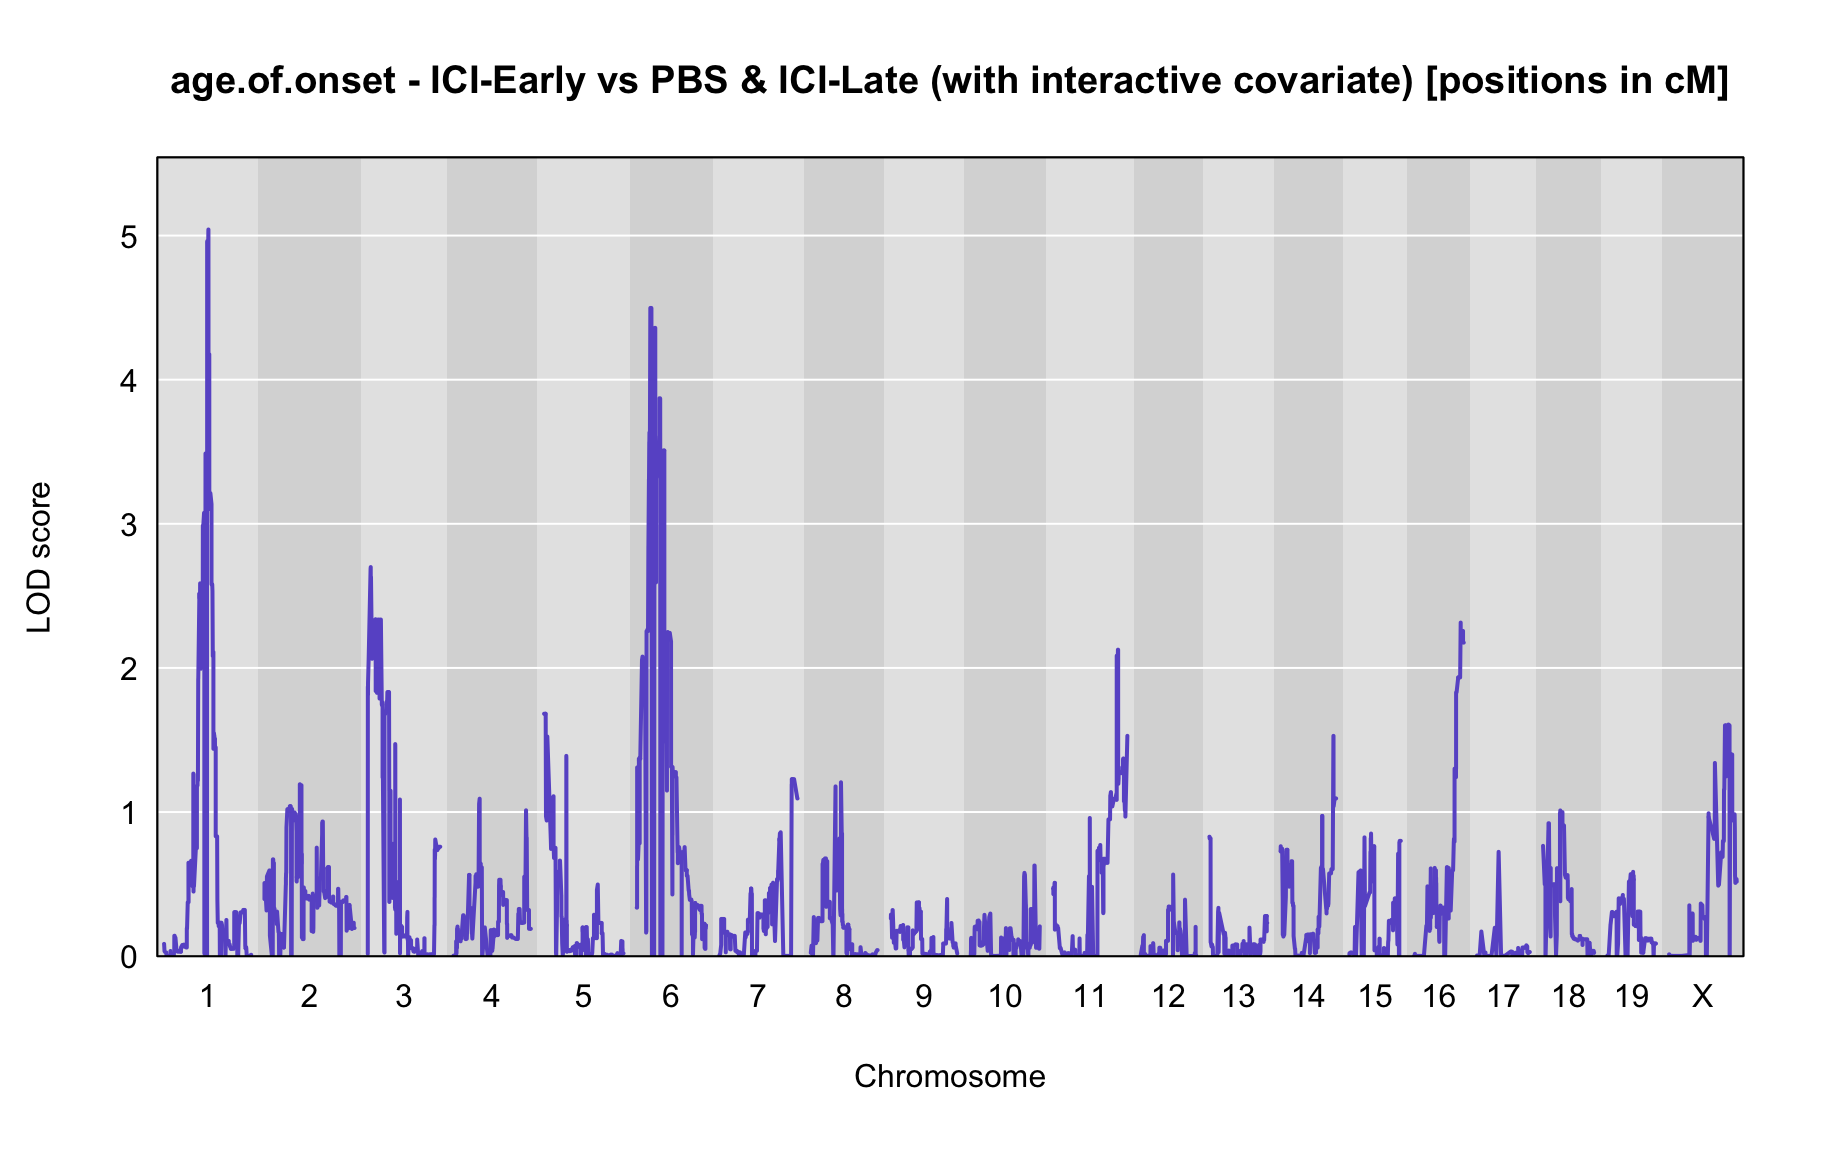 age.of.onset - ICI-Early vs PBS & ICI-Late (with interactive covariate) [positions in cM]
LOD score
5
4
3
2
1
0
1 2 3 4 5 6 7 8 9 10 11 12 13 14 15 16 17 18 19 X
Chromosome